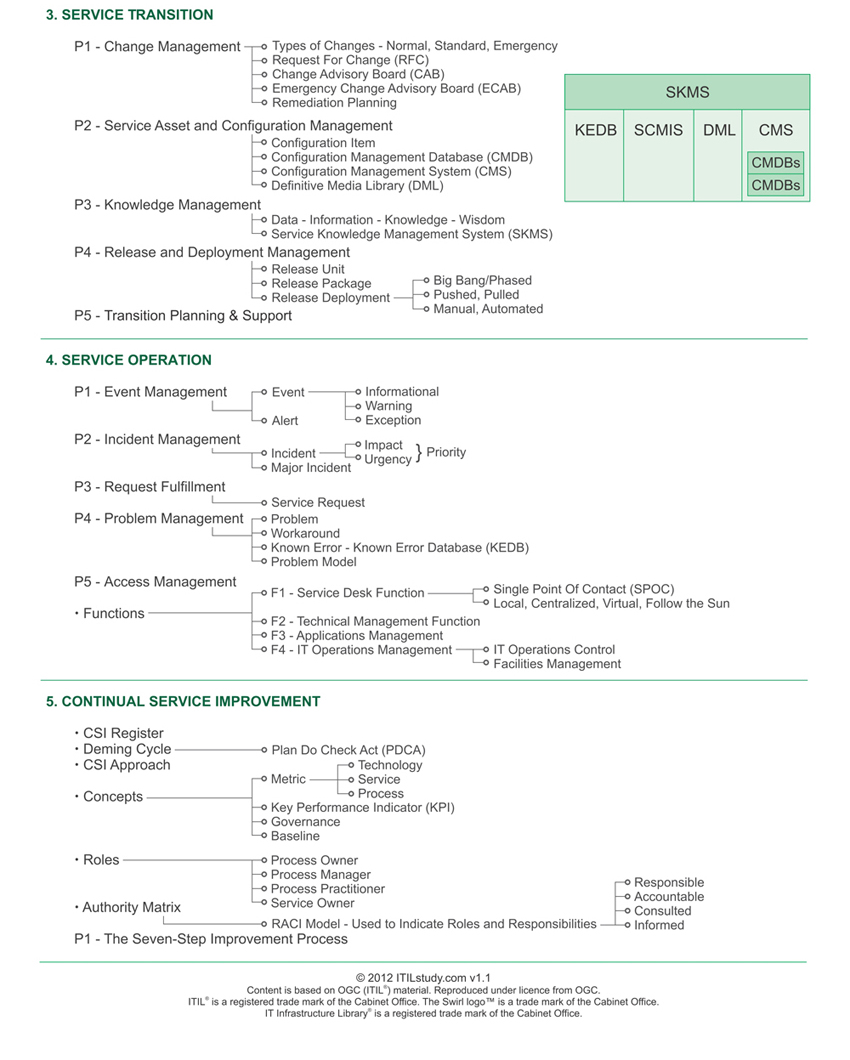 3. SERVICE TRANSITION
P1 - Change Management
Types of Changes - Normal, Standard, Emergency
Request For Change (RFC)
Change Advisory Board (CAB)
Emergency Change Advisory Board (ECAB)
Remediation Planning
SKMS
KEDB SCMIS DML CMS
CMDBs
CMDBs
P2 - Service Asset and Configuration Management
Configuration Item
Configuration Management Database (CMDB)
Configuration Management System (CMS)
Definitive Media Library (DML)
P3 - Knowledge Management
Data - Information - Knowledge - Wisdom
Service Knowledge Management System (SKMS)
P4 - Release and Deployment Management
Release Unit
Release Package
Release Deployment
Big Bang/Phased
Pushed, Pulled
Manual, Automated
P5 - Transition Planning & Support
4. SERVICE OPERATION
P1 - Event Management
Event
Informational
Warning
Exception
Alert
P2 - Incident Management
Incident
Impact
Urgency
} Priority
Major Incident
P3 - Request Fulfillment
Service Request
P4 - Problem Management
Problem
Workaround
Known Error - Known Error Database (KEDB)
Problem Model
P5 - Access Management
· Functions
F1 - Service Desk Function
Single Point Of Contact (SPOC)
Local, Centralized, Virtual, Follow the Sun
F2 - Technical Management Function
F3 - Applications Management
F4 - IT Operations Management
IT Operations Control
Facilities Management
5. CONTINUAL SERVICE IMPROVEMENT
· CSI Register
· Deming Cycle
Plan Do Check Act (PDCA)
· CSI Approach
· Concepts
Metric
Technology
Service
Process
Key Performance Indicator (KPI)
Governance
Baseline
· Roles
Process Owner
Process Manager
Process Practitioner
Service Owner
· Authority Matrix
RACI Model - Used to Indicate Roles and Responsibilities
Responsible
Accountable
Consulted
Informed
P1 - The Seven-Step Improvement Process
© 2012 ITILstudy.com v1.1
Content is based on OGC (ITIL®) material. Reproduced under licence from OGC.
ITIL® is a registered trade mark of the Cabinet Office. The Swirl logo™ is a trade mark of the Cabinet Office.
IT Infrastructure Library® is a registered trade mark of the Cabinet Office.